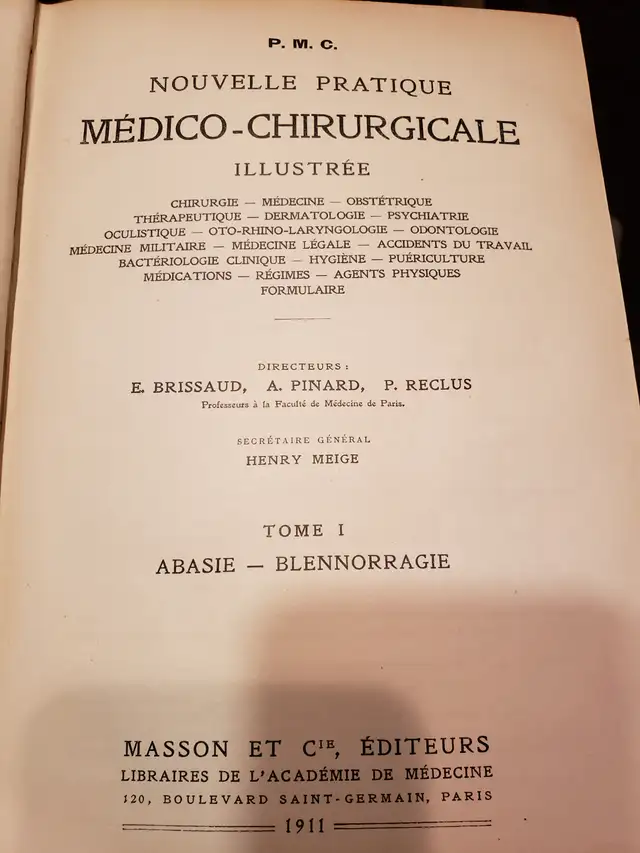 P. M. C.
NOUVELLE PRATIQUE
MÉDICO-CHIRURGICALE
ILLUSTRÉE
CHIRURGIE — MÉDECINE — OBSTÉTRIQUE
THÉRAPEUTIQUE — DERMATOLOGIE — PSYCHIATRIE
OCULISTIQUE — OTO-RHINO-LARYNGOLOGIE — ODONTOLOGIE
MÉDECINE MILITAIRE — MÉDECINE LÉGALE — ACCIDENTS DU TRAVAIL
BACTÉRIOLOGIE CLINIQUE — HYGIÈNE — PUÉRICULTURE
MÉDICATIONS — RÉGIMES — AGENTS PHYSIQUES
FORMULAIRE
DIRECTEURS :
E. BRISSAUD, A. PINARD, P. RECLUS
Professeurs à la Faculté de Médecine de Paris.
SECRÉTAIRE GÉNÉRAL
HENRY MEIGE
TOME I
ABASIE — BLENNORRAGIE
MASSON ET CIE, ÉDITEURS
LIBRAIRES DE L'ACADÉMIE DE MÉDECINE
120, BOULEVARD SAINT-GERMAIN, PARIS
1911